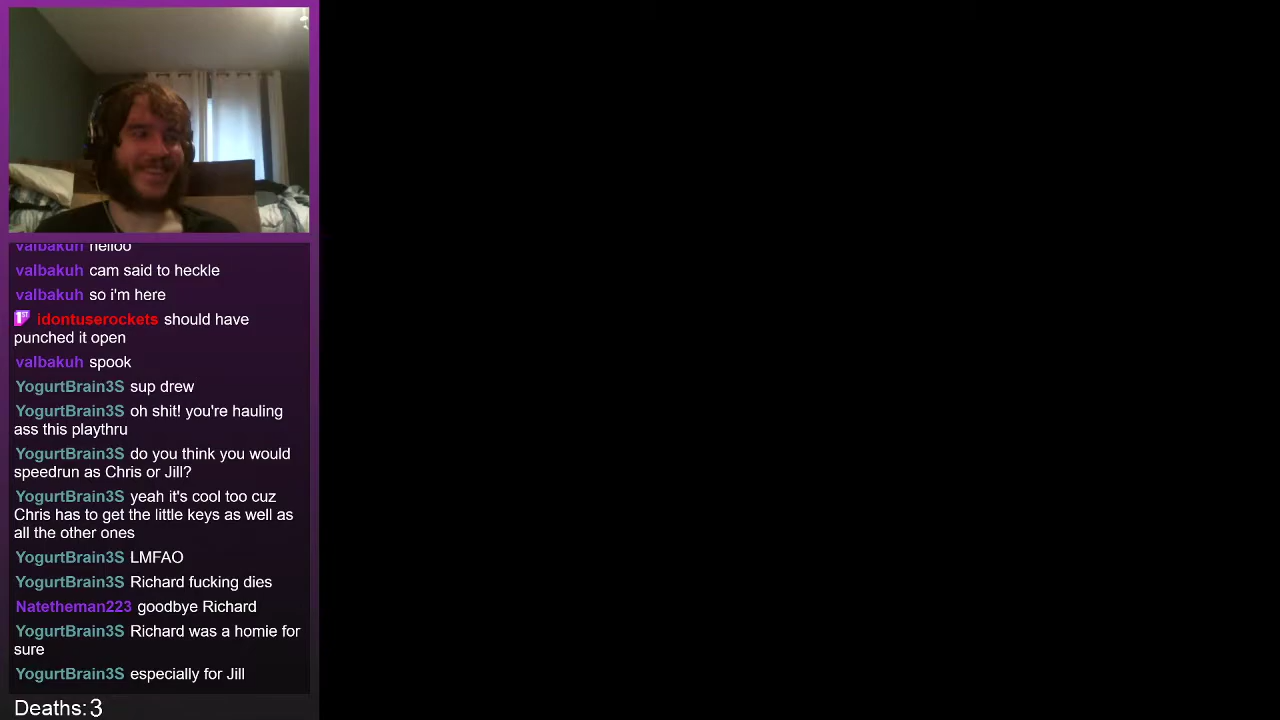 valbakuh helloo
valbakuh cam said to heckle
valbakuh so i'm here
1ST idontuserockets should have
punched it open
valbakuh spook
YogurtBrain3S sup drew
YogurtBrain3S oh shit! you're hauling
ass this playthru
YogurtBrain3S do you think you would
speedrun as Chris or Jill?
YogurtBrain3S yeah it's cool too cuz
Chris has to get the little keys as well as
all the other ones
YogurtBrain3S LMFAO
YogurtBrain3S Richard fucking dies
Natetheman223 goodbye Richard
YogurtBrain3S Richard was a homie for
sure
YogurtBrain3S especially for Jill
Deaths:3